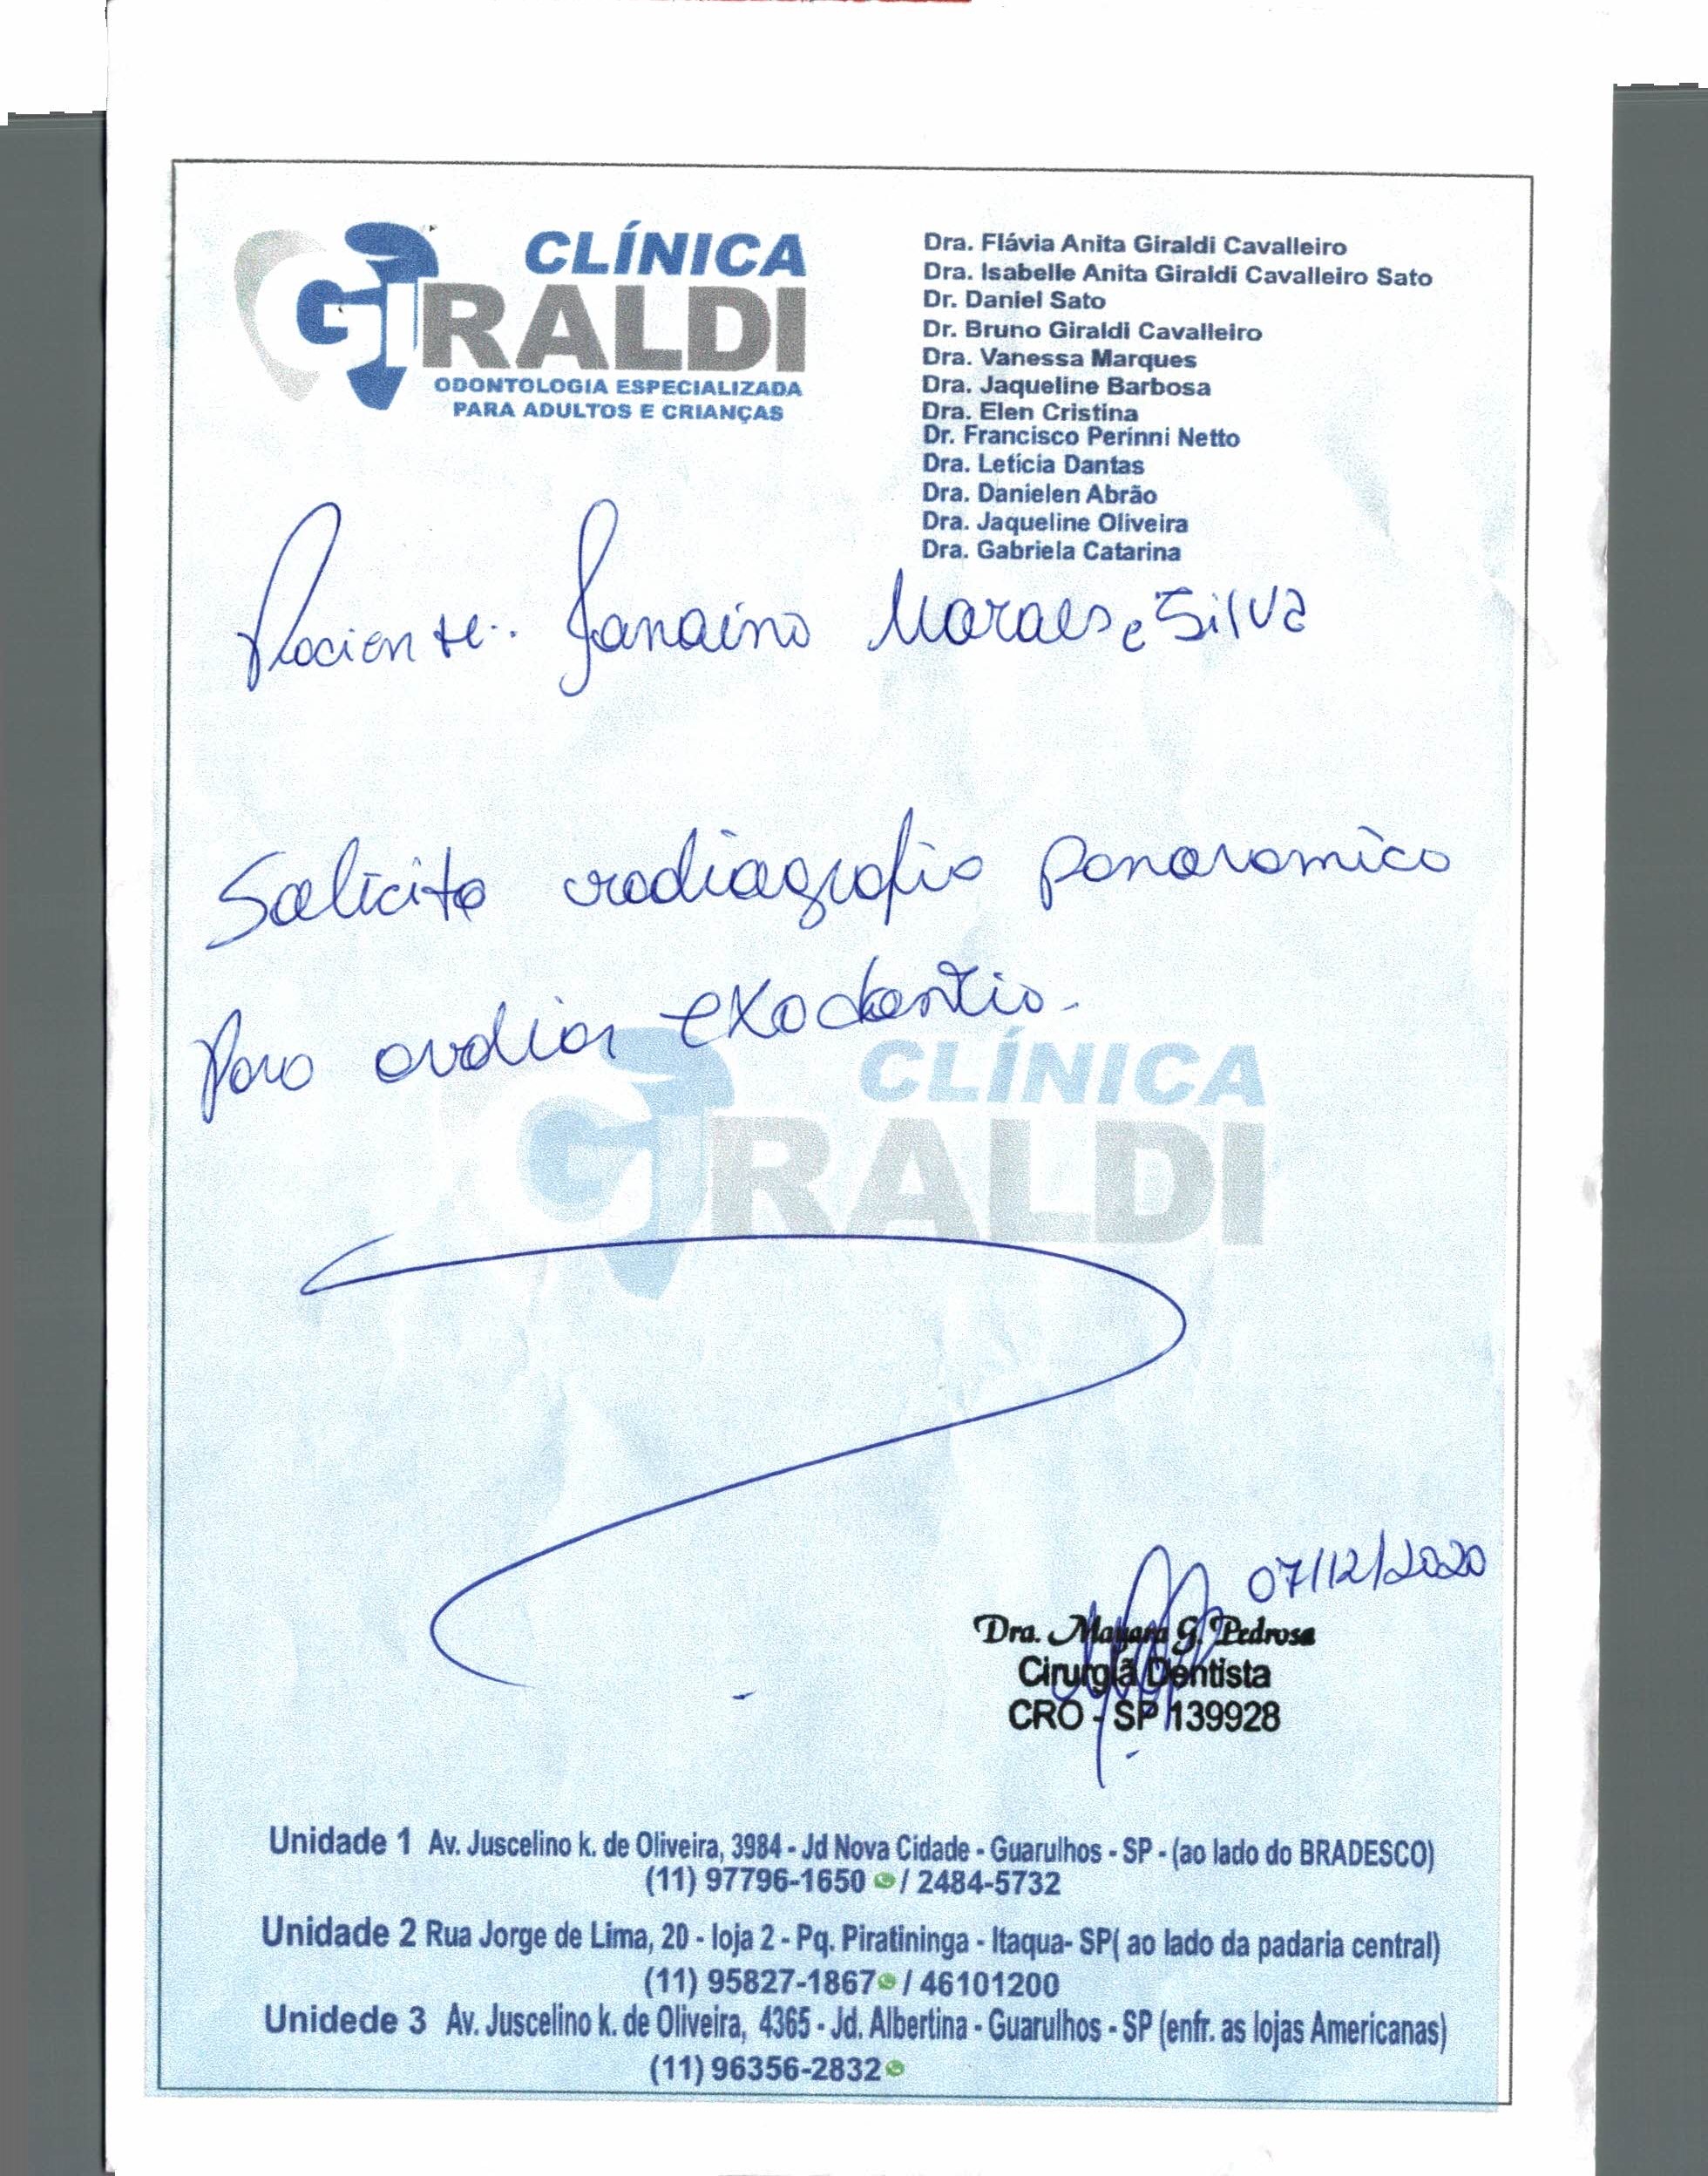 CLÍNICA
GIRALDI
ODONTOLOGIA ESPECIALIZADA
PARA ADULTOS E CRIANÇAS
Dra. Flávia Anita Giraldi Cavalleiro
Dra. Isabelle Anita Giraldi Cavalleiro Sato
Dr. Daniel Sato
Dr. Bruno Giraldi Cavalleiro
Dra. Vanessa Marques
Dra. Jaqueline Barbosa
Dra. Elen Cristina
Dr. Francisco Perinni Netto
Dra. Letícia Dantas
Dra. Danielen Abrão
Dra. Jaqueline Oliveira
Dra. Gabriela Catarina
Paciente: Janaina Moraes e Silva
Solicito radiografia panoramica
para avaliar exodontia.
CLÍNICA
GIRALDI
07/12/2020
Dra. Mayara G. Pedrosa
Cirurgiã Dentista
CRO - SP 139928
Unidade 1 Av. Juscelino k. de Oliveira, 3984 - Jd Nova Cidade - Guarulhos - SP - (ao lado do BRADESCO)
(11) 97796-1650 / 2484-5732
Unidade 2 Rua Jorge de Lima, 20 - loja 2 - Pq. Piratininga - Itaqua- SP( ao lado da padaria central)
(11) 95827-1867 / 46101200
Unidede 3 Av. Juscelino k. de Oliveira, 4365 - Jd. Albertina - Guarulhos - SP (enfr. as lojas Americanas)
(11) 96356-2832